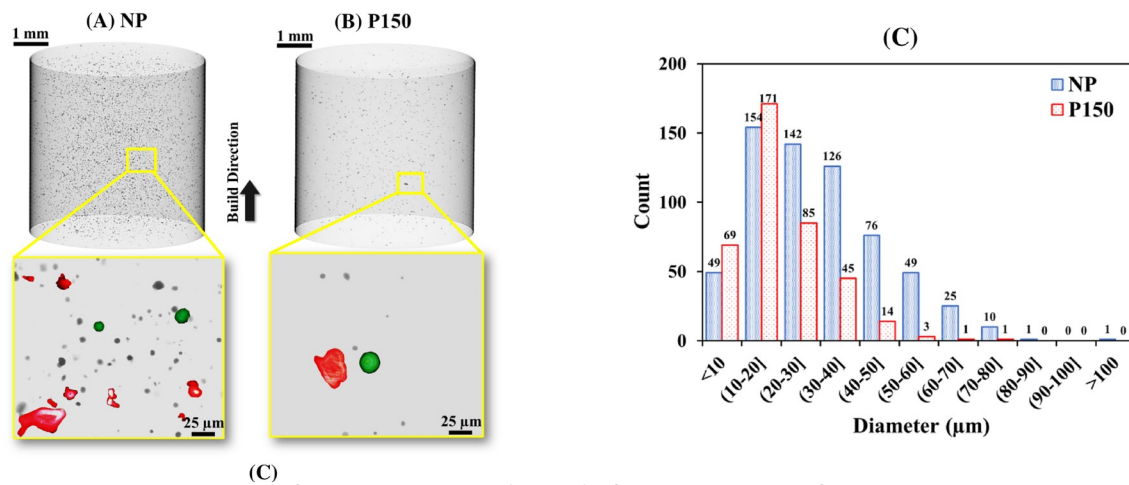 (A) NP
(B) P150
1 mm
1 mm
Build Direction
25 µm
25 µm
(C)
(C)
NP
P150
Count
200
150
100
50
0
49
69
154
171
142
85
126
45
76
14
49
3
25
1
10
1
1
0
0
0
1
0
<10
(10-20]
(20-30]
(30-40]
(40-50]
(50-60]
(60-70]
(70-80]
(80-90]
(90-100]
>100
Diameter (µm)